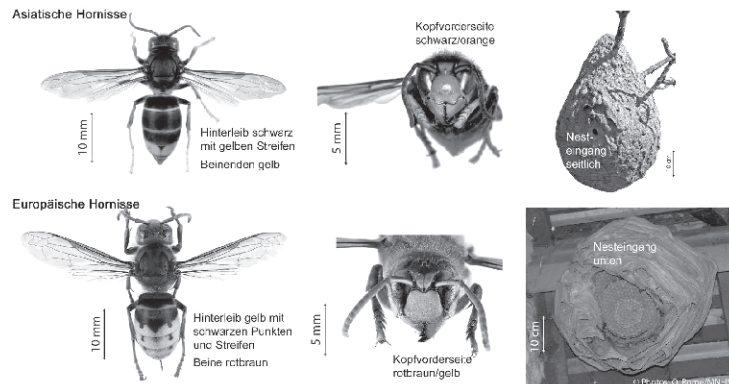 Asiatische Hornisse
10 mm
Hinterleib schwarz
mit gelben Streifen
Beinenden gelb
Kopfvorderseite
schwarz/orange
5 mm
Nest-
eingang
seitlich
Europäische Hornisse
10 mm
Hinterleib gelb mit
schwarzen Punkten
und Streifen
Beine rotbraun
5 mm
Kopfvorderseite
rotbraun/gelb
Nesteingang
unten
10 cm